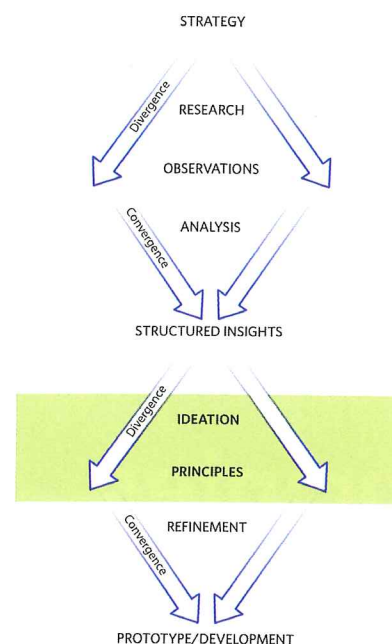 STRATEGY
Divergence
RESEARCH
OBSERVATIONS
Convergence
ANALYSIS
STRUCTURED INSIGHTS
Divergence
IDEATION
PRINCIPLES
Convergence
REFINEMENT
PROTOTYPE/DEVELOPMENT